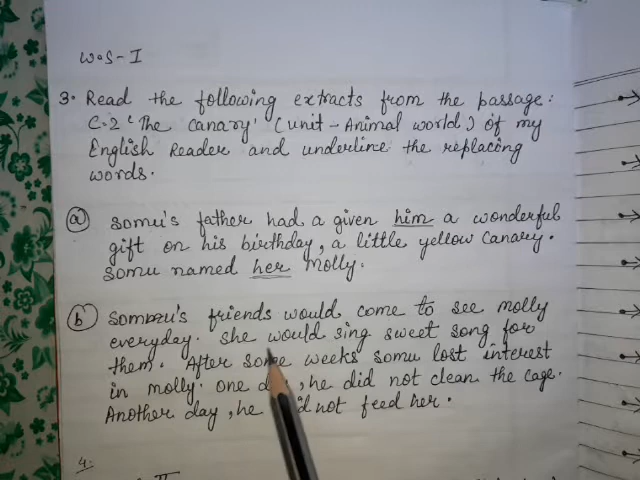 W.S-I
3. Read the following extracts from the passage:
C.2 'The Canary' (unit - Animal world) of my
English Reader and underline the replacing
words.
(a) Somu's father had a given him a wonderful
gift on his birthday, a little yellow Canary.
Somu named her Molly.
(b) Somu's friends would come to see molly
everyday. She would sing sweet song for
them. After some weeks Somu lost interest
in molly. One , he did not clean the cage.
Another day, he not feed her.
4.